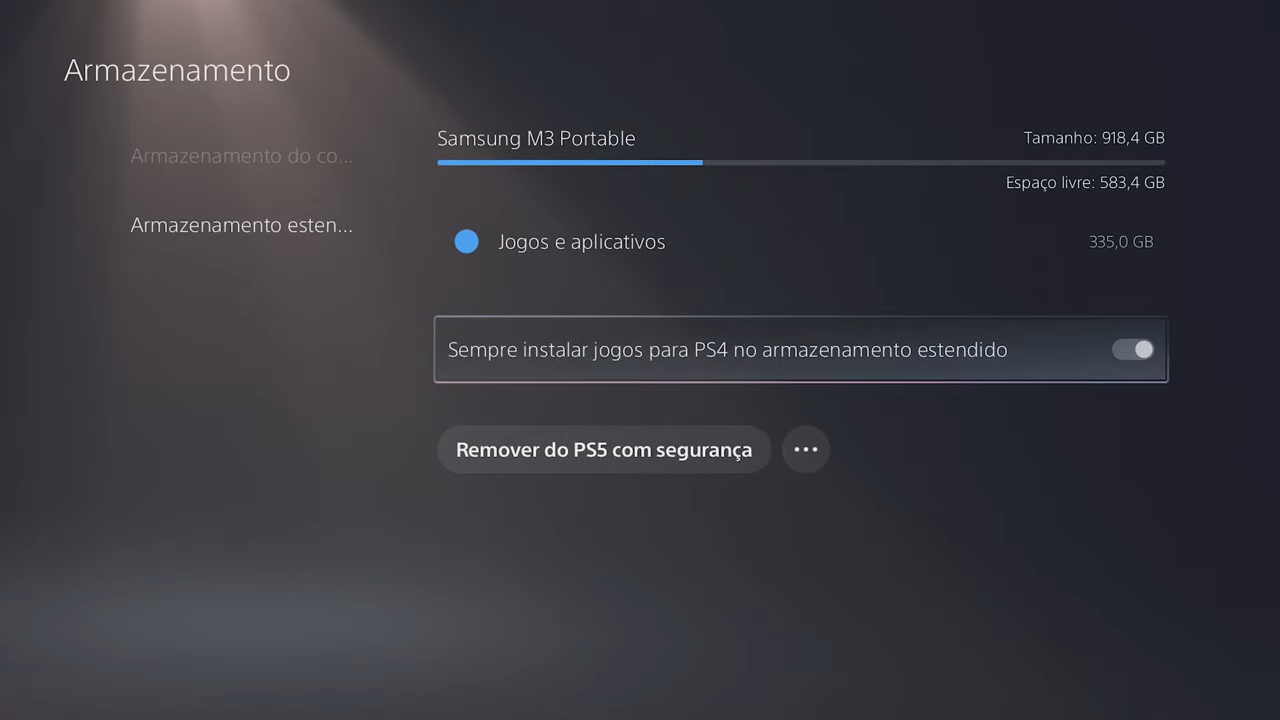 Armazenamento
Armazenamento do co...
Armazenamento esten...
Samsung M3 Portable
Tamanho: 918,4 GB
Espaço livre: 583,4 GB
Jogos e aplicativos
335,0 GB
Sempre instalar jogos para PS4 no armazenamento estendido
Remover do PS5 com segurança